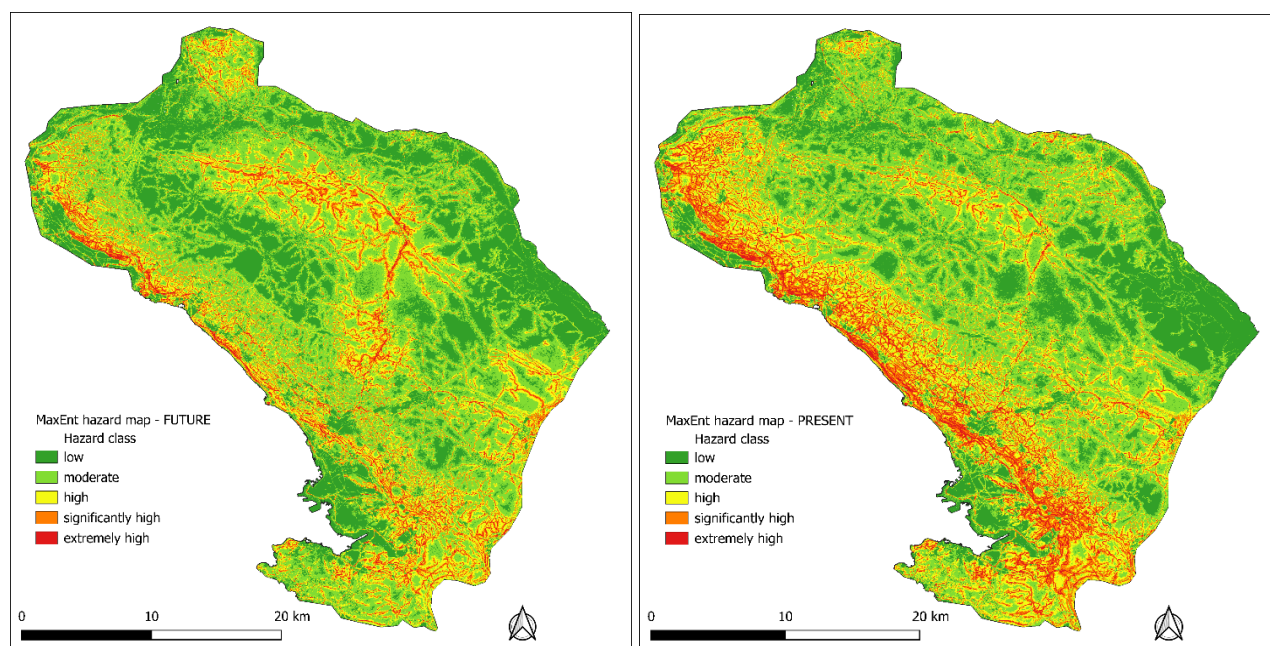 MaxEnt hazard map - FUTURE
Hazard class
low
moderate
high
significantly high
extremely high
0 10 20 km
MaxEnt hazard map - PRESENT
Hazard class
low
moderate
high
significantly high
extremely high
0 10 20 km